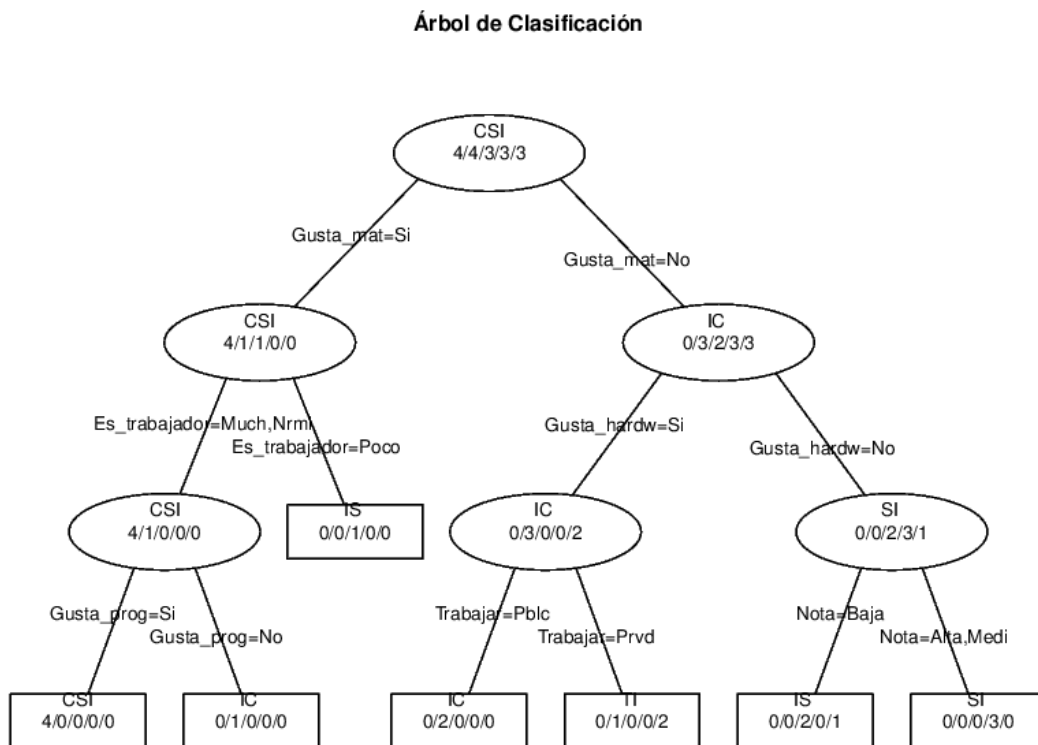 Árbol de Clasificación
CSI
4/4/3/3/3
Gusta_mat=Si
Gusta_mat=No
CSI
4/1/1/0/0
IC
0/3/2/3/3
Es_trabajador=Much,Nrml
Es_trabajador=Poco
Gusta_hardw=Si
Gusta_hardw=No
CSI
4/1/0/0/0
IS
0/0/1/0/0
IC
0/3/0/0/2
SI
0/0/2/3/1
Gusta_prog=Si
Gusta_prog=No
Trabajar=Pblc
Trabajar=Prvd
Nota=Baja
Nota=Alta,Medi
CSI
4/0/0/0/0
IC
0/1/0/0/0
IC
0/2/0/0/0
TI
0/1/0/0/2
IS
0/0/2/0/1
SI
0/0/0/3/0